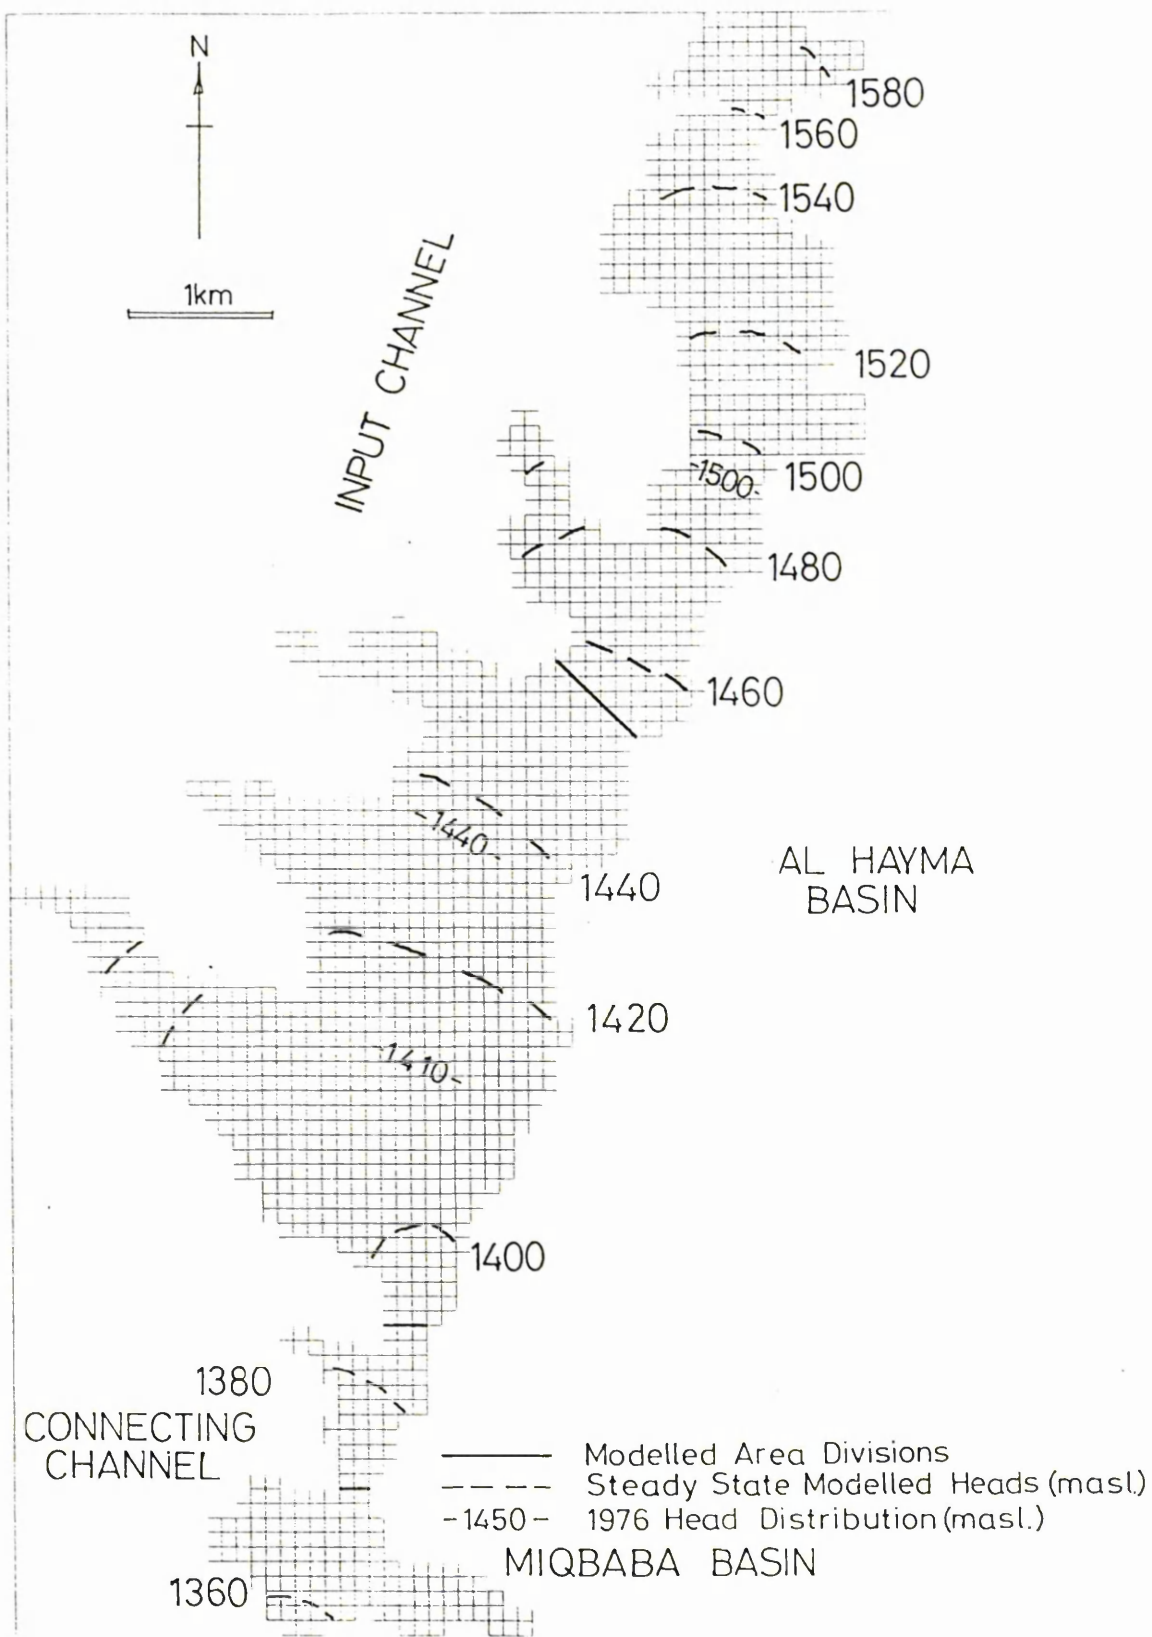 N
1580
1560
1540
1km
INPUT CHANNEL
1520
-1500-
1500
1480
1460
-1440-
AL HAYMA
BASIN
1440
1420
-1410-
1400
1380
CONNECTING
CHANNEL
Modelled Area Divisions
Steady State Modelled Heads (masl.)
-1450- 1976 Head Distribution (masl.)
MIQBABA BASIN
1360